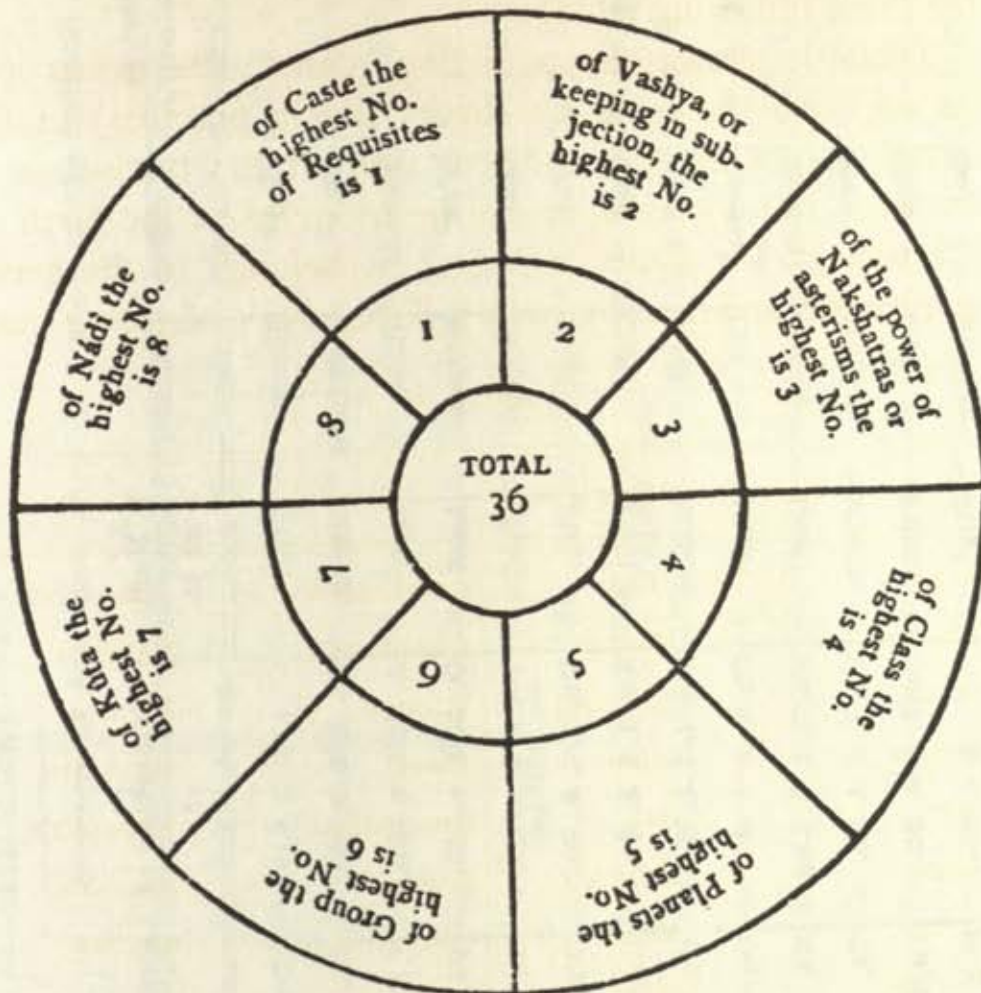 of Caste the
highest No.
of Requisites
is 1
of Vashya, or
keeping in sub-
jection, the
highest No.
is 2
of the power of
Nakshatras or
asterisms the
highest No.
is 3
of Class the
highest No.
is 4
of Planets the
highest No.
is 5
of Group the
highest No.
is 6
of Kûta the
highest No.
is 7
of Nádi the
highest No.
is 8
1
2
3
4
5
6
7
8
TOTAL
36